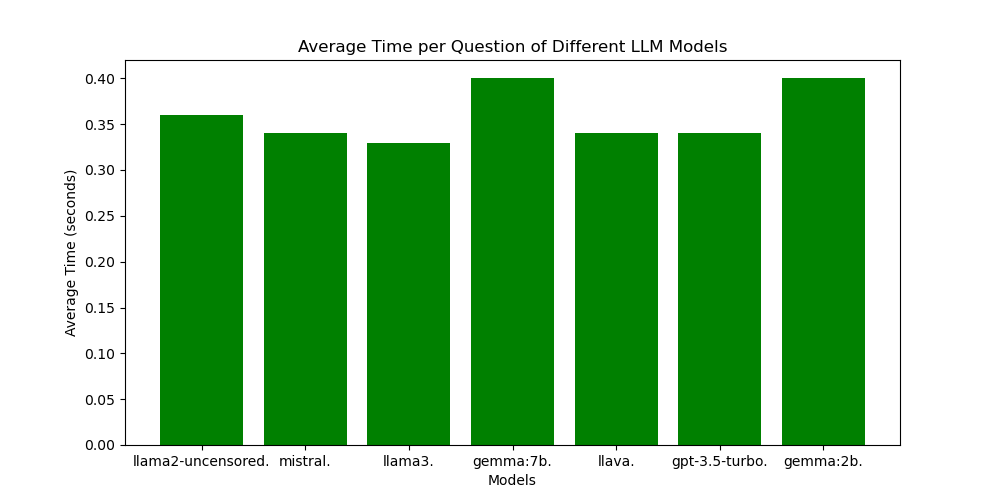 Average Time per Question of Different LLM Models
Average Time (seconds)
0.40
0.35
0.30
0.25
0.20
0.15
0.10
0.05
0.00
llama2-uncensored. mistral. llama3. gemma:7b. llava. gpt-3.5-turbo. gemma:2b.
Models